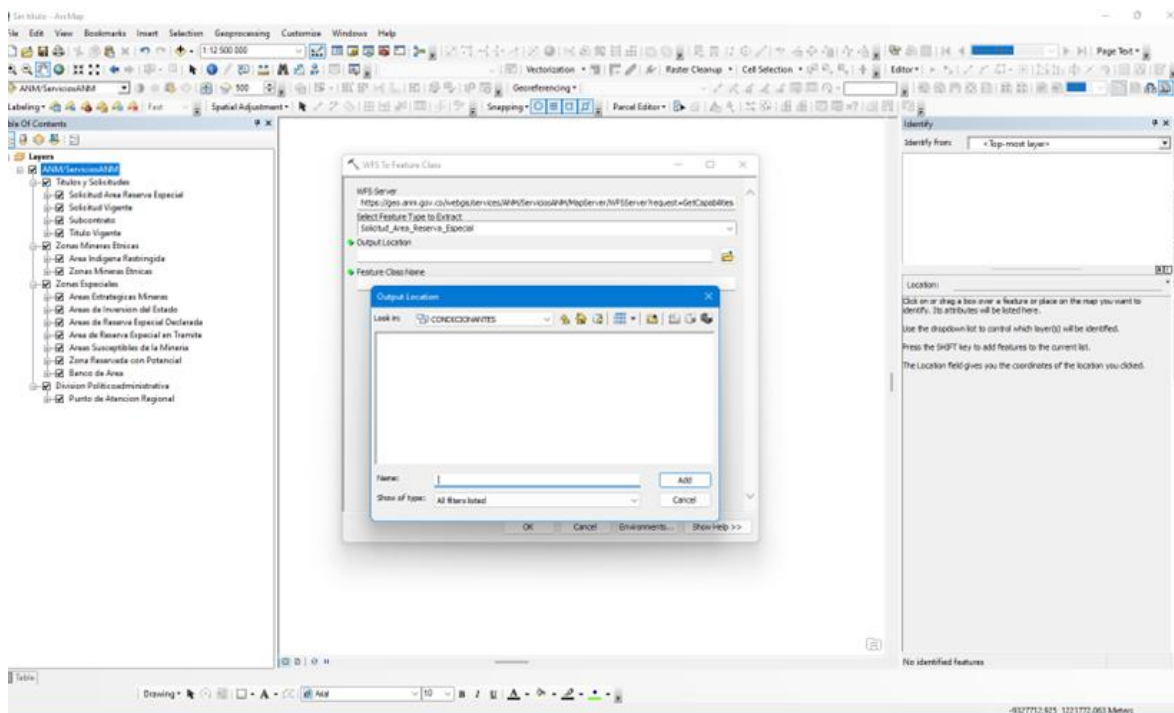 Sin título - ArcMap
File Edit View Bookmarks Insert Selection Geoprocessing Customize Windows Help
1:12 500 000
Page Text
Vectorization Raster Cleanup Cell Selection Editor
ANM/ServiciosANM 500 Georeferencing
Labeling Fast Spatial Adjustment Snapping Parcel Editor
Table Of Contents
Layers
ANM/ServiciosANM
Titulos y Solicitudes
Solicitud Area Reserva Especial
Solicitud Vigente
Subcontrato
Titulo Vigente
Zonas Mineras Etnicas
Area Indigena Restringida
Zonas Mineras Etnicas
Zonas Especiales
Areas Estrategicas Mineras
Areas de Inversion del Estado
Areas de Reserva Especial Declarada
Area de Reserva Especial en Tramite
Areas Susceptibles de la Mineria
Zona Reservada con Potencial
Banco de Area
Division Politicoadministrativa
Punto de Atencion Regional
WFS To Feature Class
WFS Server
https://geo.anm.gov.co/webgis/services/ANM/ServiciosANM/MapServer/WFSServer?request=GetCapabilities
Select Feature Type to Extract
Solicitud_Area_Reserva_Especial
Output Location
Feature Class Name
Output Location
Look in: CONDICIONANTES
Name:
Add
Show of type: All filters listed
Cancel
OK Cancel Environments... Show Help >>
Identify
Identify from: <Top-most layer>
Location:
Click on or drag a box over a feature or place on the map you want to identify. Its attributes will be listed here.
Use the dropdown list to control which layer(s) will be identified.
Press the SHIFT key to add features to the current list.
The Location field gives you the coordinates of the location you clicked.
No identified features
Table
Drawing A Arial 10 B I U A
-9327712,925 1221772,063 Meters